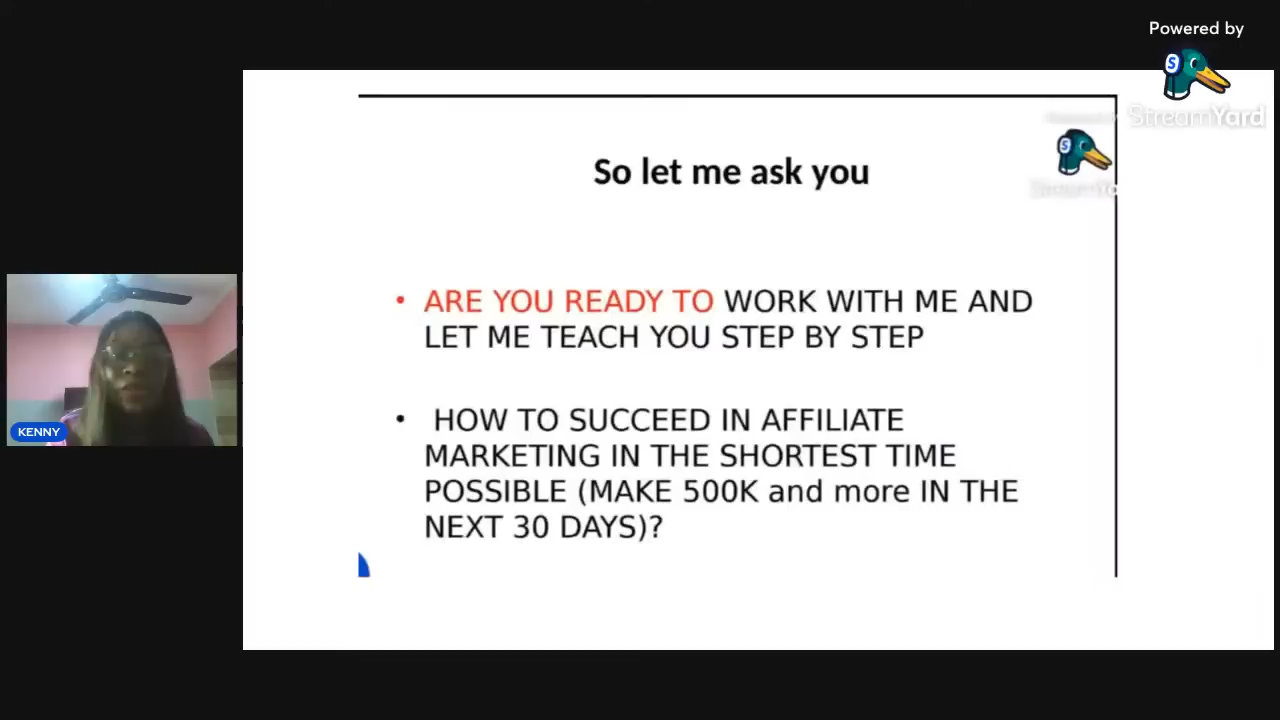 Powered by
S
StreamYard
So let me ask you
S
• ARE YOU READY TO WORK WITH ME AND
LET ME TEACH YOU STEP BY STEP
• HOW TO SUCCEED IN AFFILIATE
MARKETING IN THE SHORTEST TIME
POSSIBLE (MAKE 500K and more IN THE
NEXT 30 DAYS)?
KENNY